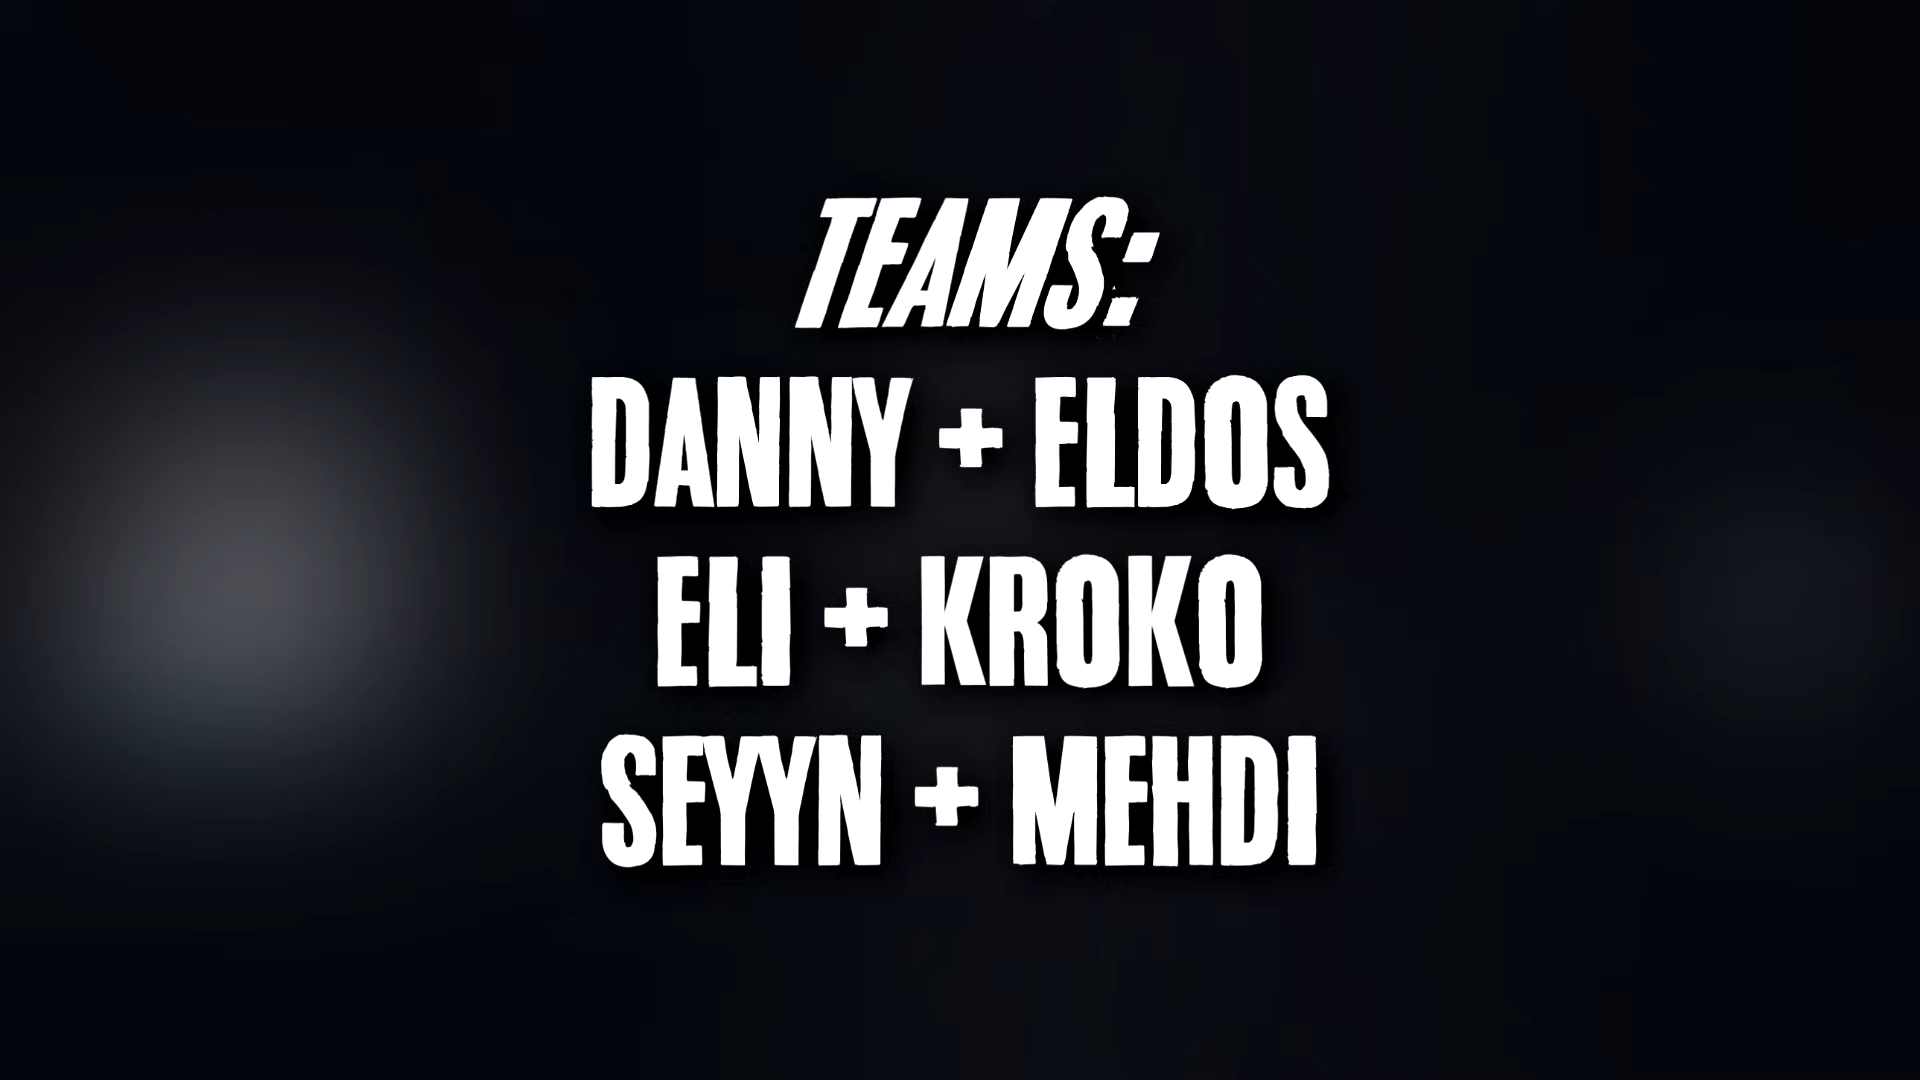 TEAMS:
DANNY + ELDOS
ELI + KROKO
SEYYN + MEHDI